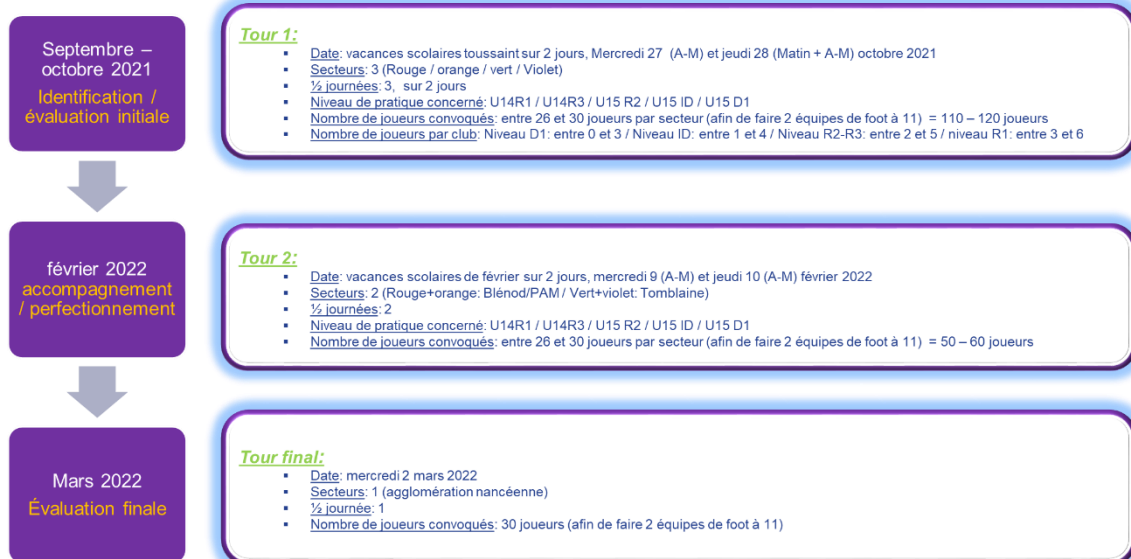 Septembre –
octobre 2021
Identification /
évaluation initiale
Tour 1:
Date: vacances scolaires toussaint sur 2 jours, Mercredi 27 (A-M) et jeudi 28 (Matin + A-M) octobre 2021
Secteurs: 3 (Rouge / orange / vert / Violet)
½ journées: 3, sur 2 jours
Niveau de pratique concerné: U14R1 / U14R3 / U15 R2 / U15 ID / U15 D1
Nombre de joueurs convoqués: entre 26 et 30 joueurs par secteur (afin de faire 2 équipes de foot à 11) = 110 – 120 joueurs
Nombre de joueurs par club: Niveau D1: entre 0 et 3 / Niveau ID: entre 1 et 4 / Niveau R2-R3: entre 2 et 5 / niveau R1: entre 3 et 6
février 2022
accompagnement
/ perfectionnement
Tour 2:
Date: vacances scolaires de février sur 2 jours, mercredi 9 (A-M) et jeudi 10 (A-M) février 2022
Secteurs: 2 (Rouge+orange: Blénod/PAM / Vert+violet: Tomblaine)
½ journées: 2
Niveau de pratique concerné: U14R1 / U14R3 / U15 R2 / U15 ID / U15 D1
Nombre de joueurs convoqués: entre 26 et 30 joueurs par secteur (afin de faire 2 équipes de foot à 11) = 50 – 60 joueurs
Mars 2022
Évaluation finale
Tour final:
Date: mercredi 2 mars 2022
Secteurs: 1 (agglomération nancéenne)
½ journée: 1
Nombre de joueurs convoqués: 30 joueurs (afin de faire 2 équipes de foot à 11)